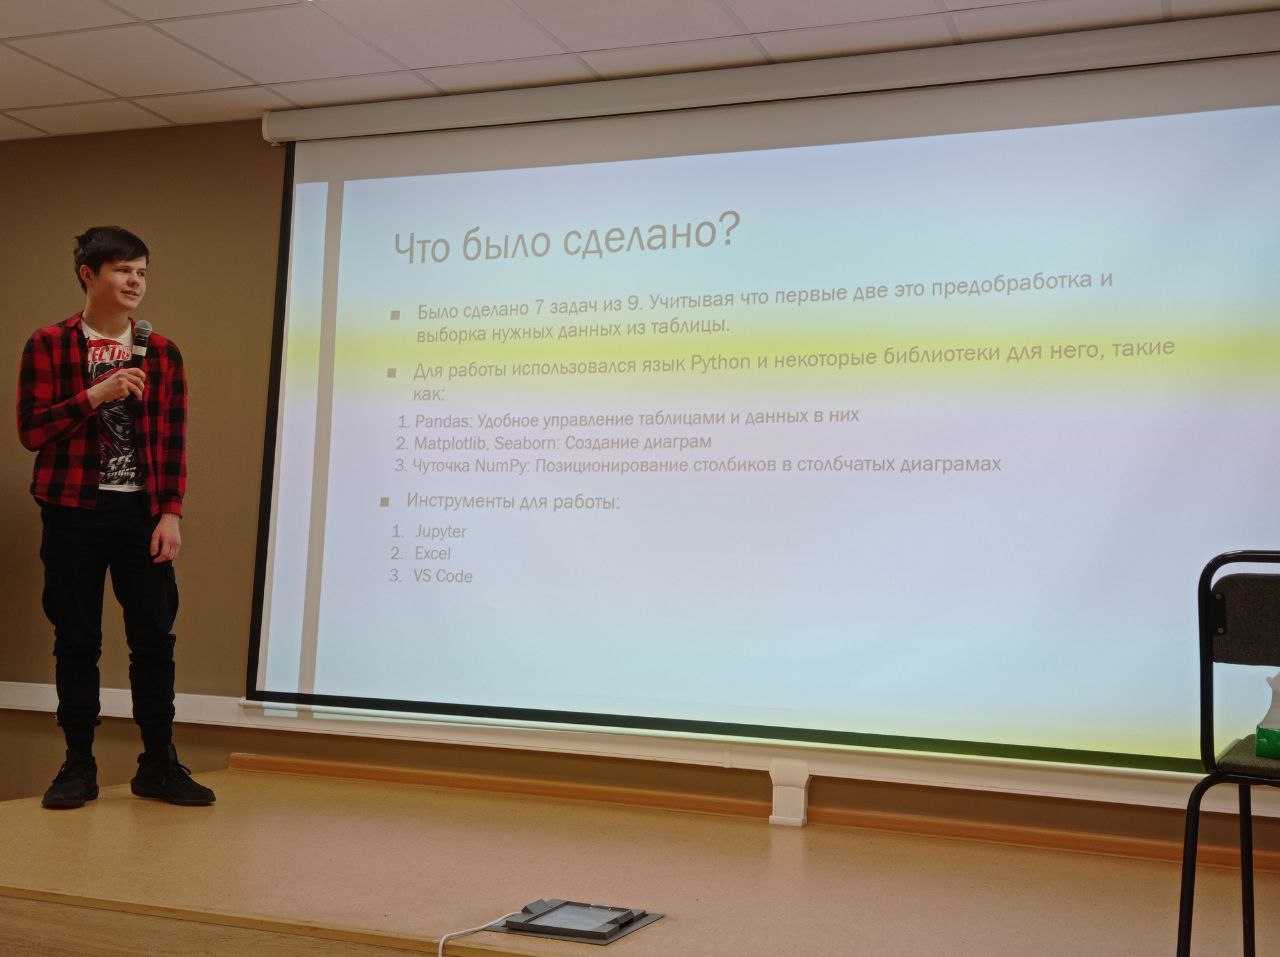 Что было сделано?
■ Было сделано 7 задач из 9. Учитывая что первые две это предобработка и
выборка нужных данных из таблицы.
■ Для работы использовался язык Python и некоторые библиотеки для него, такие
как:
1. Pandas: Удобное управление таблицами и данных в них
2. Matplotlib, Seaborn: Создание диаграм
3. Чуточка NumPy: Позиционирование столбиков в столбчатых диаграмах
■ Инструменты для работы:
1. Jupyter
2. Excel
3. VS Code